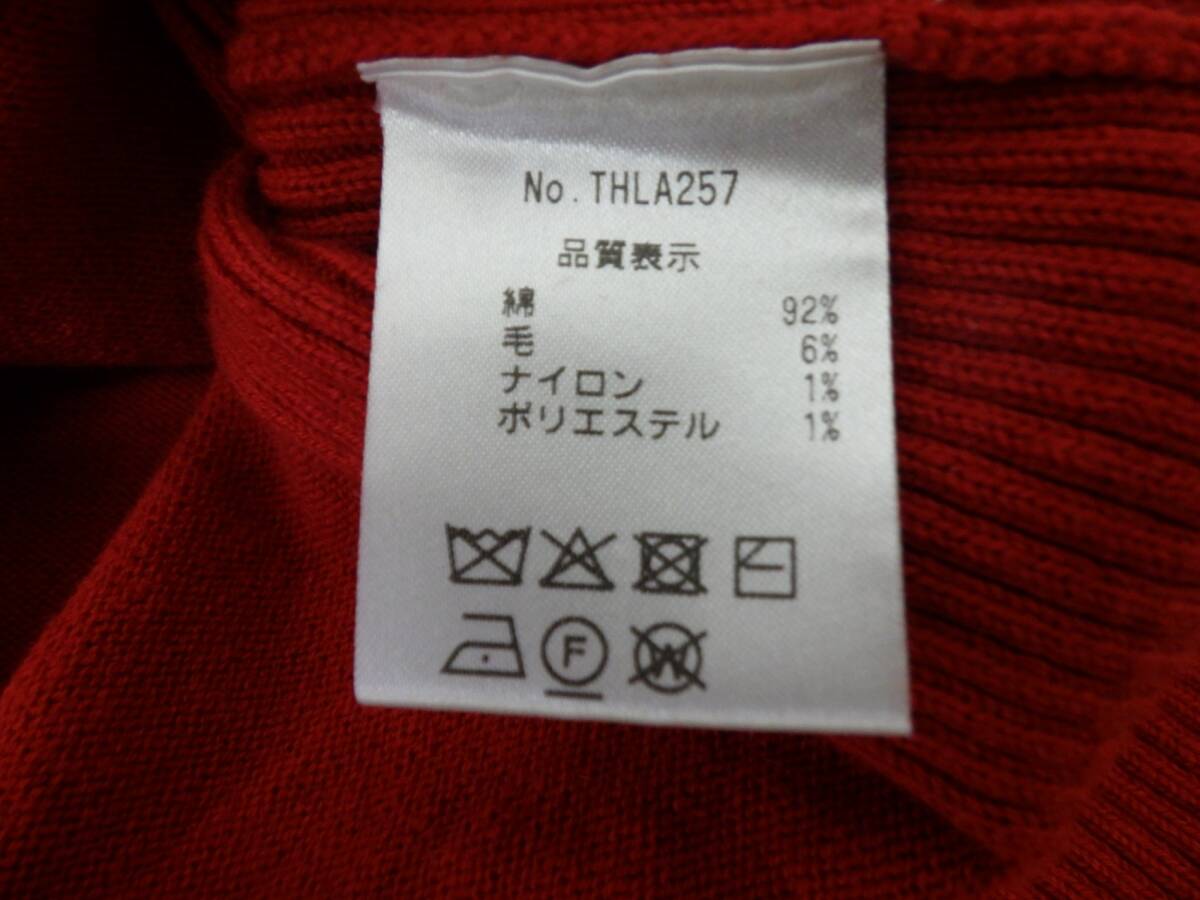 No.THLA257
品質表示
綿 92%
毛 6%
ナイロン 1%
ポリエステル 1%
F W